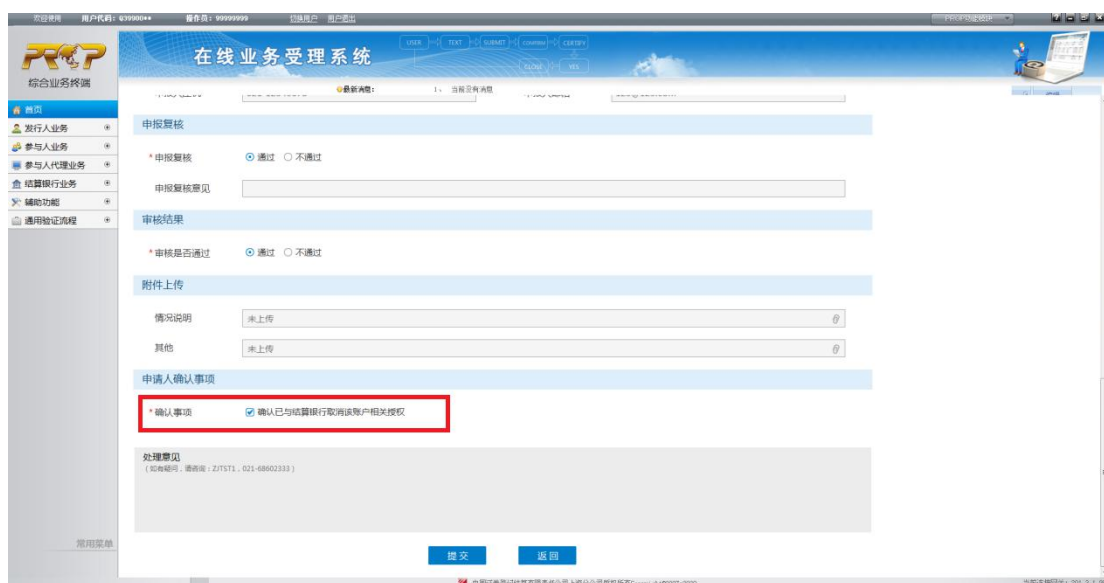 欢迎使用 用户代码：G39900** 操作员：99999999 切换用户 用户退出
PROP
综合业务终端
在线业务受理系统
USER TEXT SUBMIT CERTIFY
CLOSE YES
最新消息： 1、 当前没有消息
首页
发行人业务
参与人业务
参与人代理业务
结算银行业务
辅助功能
通用验证流程
常用菜单
申报复核
*申报复核 通过 不通过
申报复核意见
审核结果
*审核是否通过 通过 不通过
附件上传
情况说明 未上传
其他 未上传
申请人确认事项
*确认事项 确认已与结算银行取消该账户相关授权
处理意见
（如有疑问，请咨询：ZJTST1，021-68602333）
提交 返回